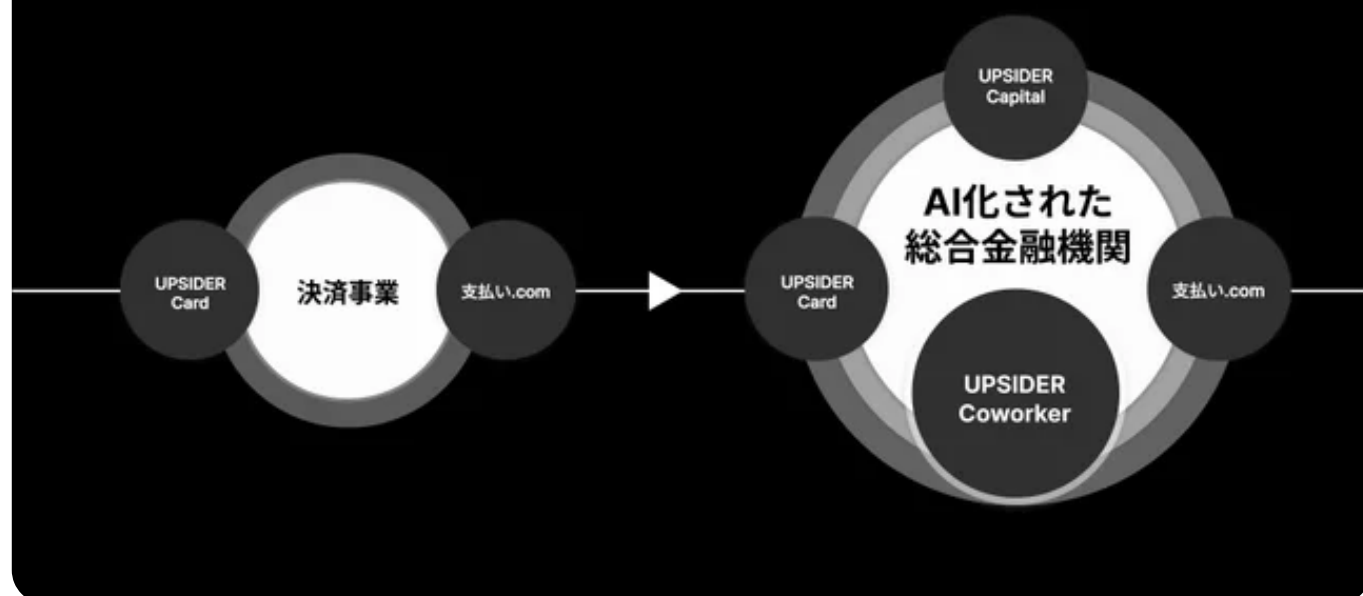 UPSIDER
Card
決済事業
支払い.com
UPSIDER
Capital
AI化された
総合金融機関
UPSIDER
Card
支払い.com
UPSIDER
Coworker